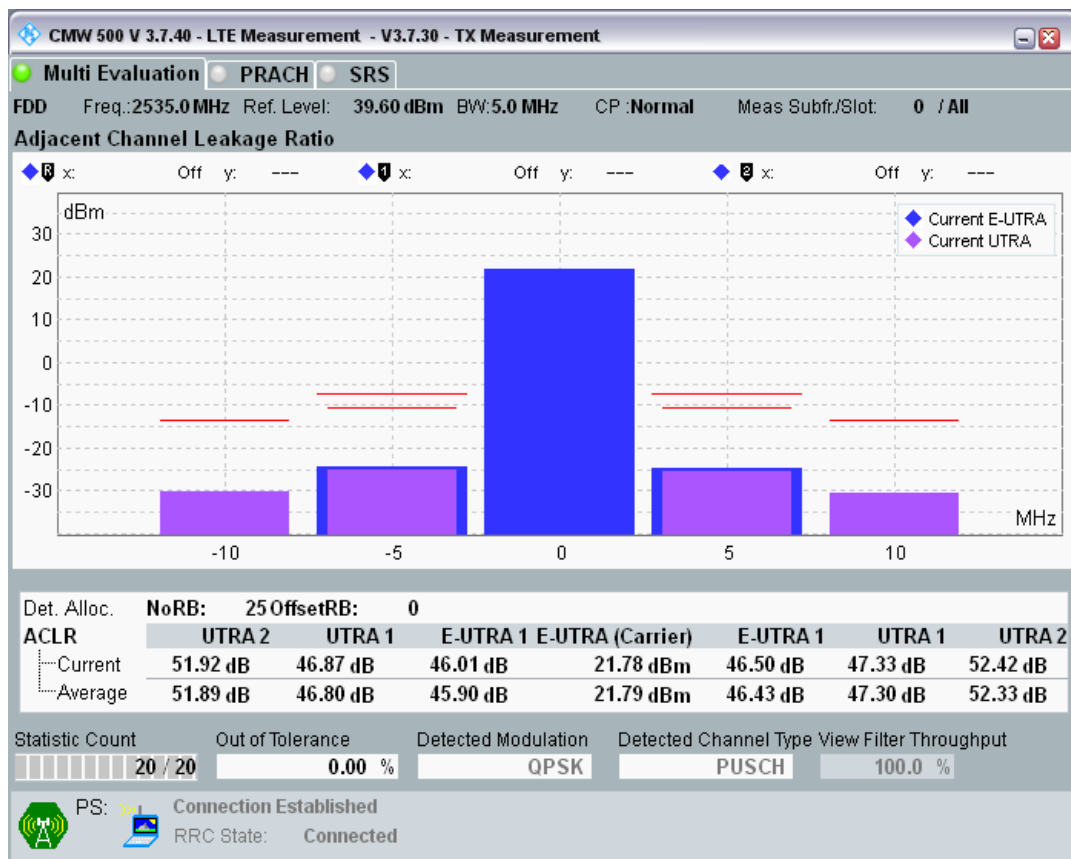 CMW 500 V 3.7.40 - LTE Measurement - V3.7.30 - TX Measurement
Multi Evaluation PRACH SRS
FDD Freq.:2535.0 MHz Ref. Level: 39.60 dBm BW:5.0 MHz CP :Normal Meas Subfr./Slot: 0 / All
Adjacent Channel Leakage Ratio
R x: Off y: --- 1 x: Off y: --- 2 x: Off y: ---
dBm
Current E-UTRA
Current UTRA
30
20
10
0
-10
-20
-30
MHz
-10 -5 0 5 10
Det. Alloc. NoRB: 25 OffsetRB: 0
ACLR UTRA 2 UTRA 1 E-UTRA 1 E-UTRA (Carrier) E-UTRA 1 UTRA 1 UTRA 2
Current 51.92 dB 46.87 dB 46.01 dB 21.78 dBm 46.50 dB 47.33 dB 52.42 dB
Average 51.89 dB 46.80 dB 45.90 dB 21.79 dBm 46.43 dB 47.30 dB 52.33 dB
Statistic Count Out of Tolerance Detected Modulation Detected Channel Type View Filter Throughput
20 / 20 0.00 % QPSK PUSCH 100.0 %
PS: Connection Established
RRC State: Connected